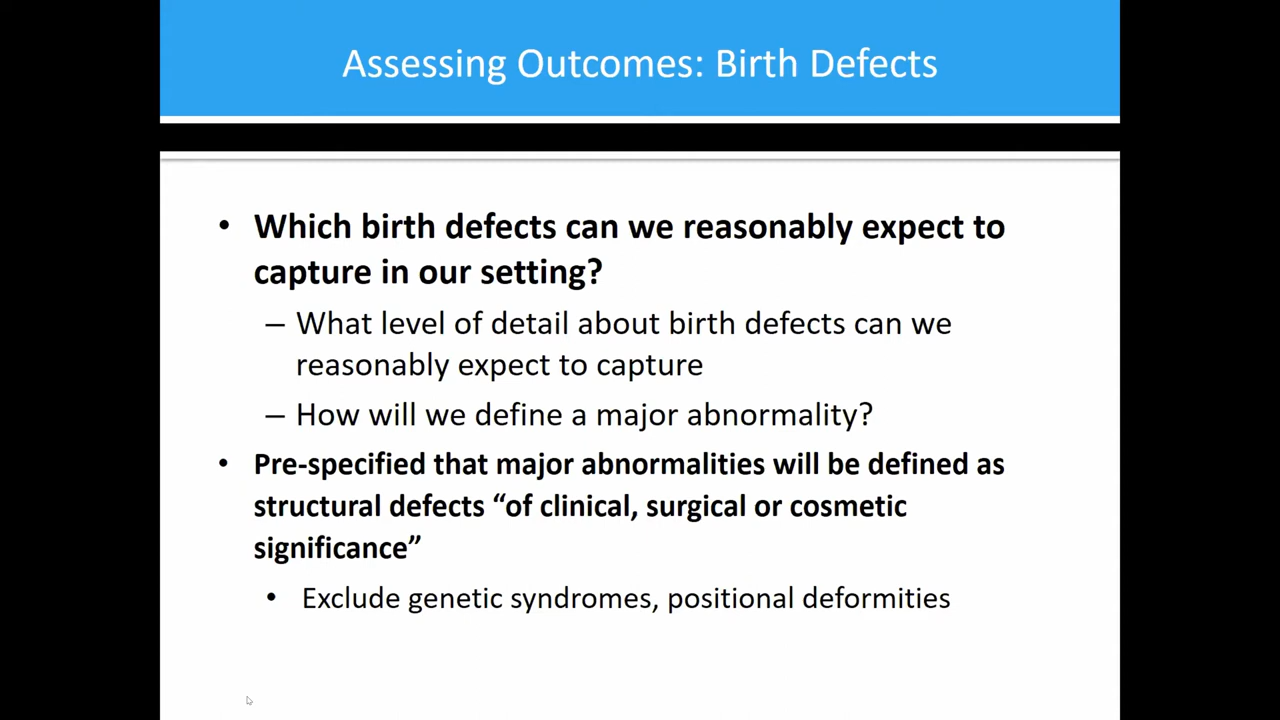 Assessing Outcomes: Birth Defects
• Which birth defects can we reasonably expect to
capture in our setting?
– What level of detail about birth defects can we
reasonably expect to capture
– How will we define a major abnormality?
• Pre-specified that major abnormalities will be defined as
structural defects “of clinical, surgical or cosmetic
significance”
• Exclude genetic syndromes, positional deformities